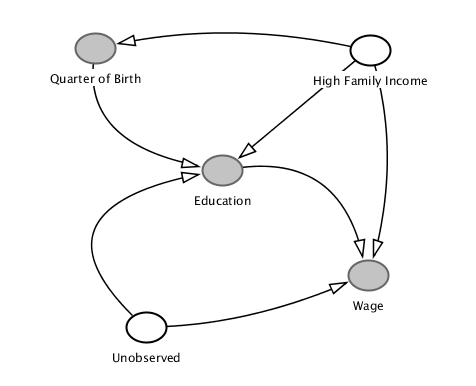 Quarter of Birth
High Family Income
Education
Wage
Unobserved